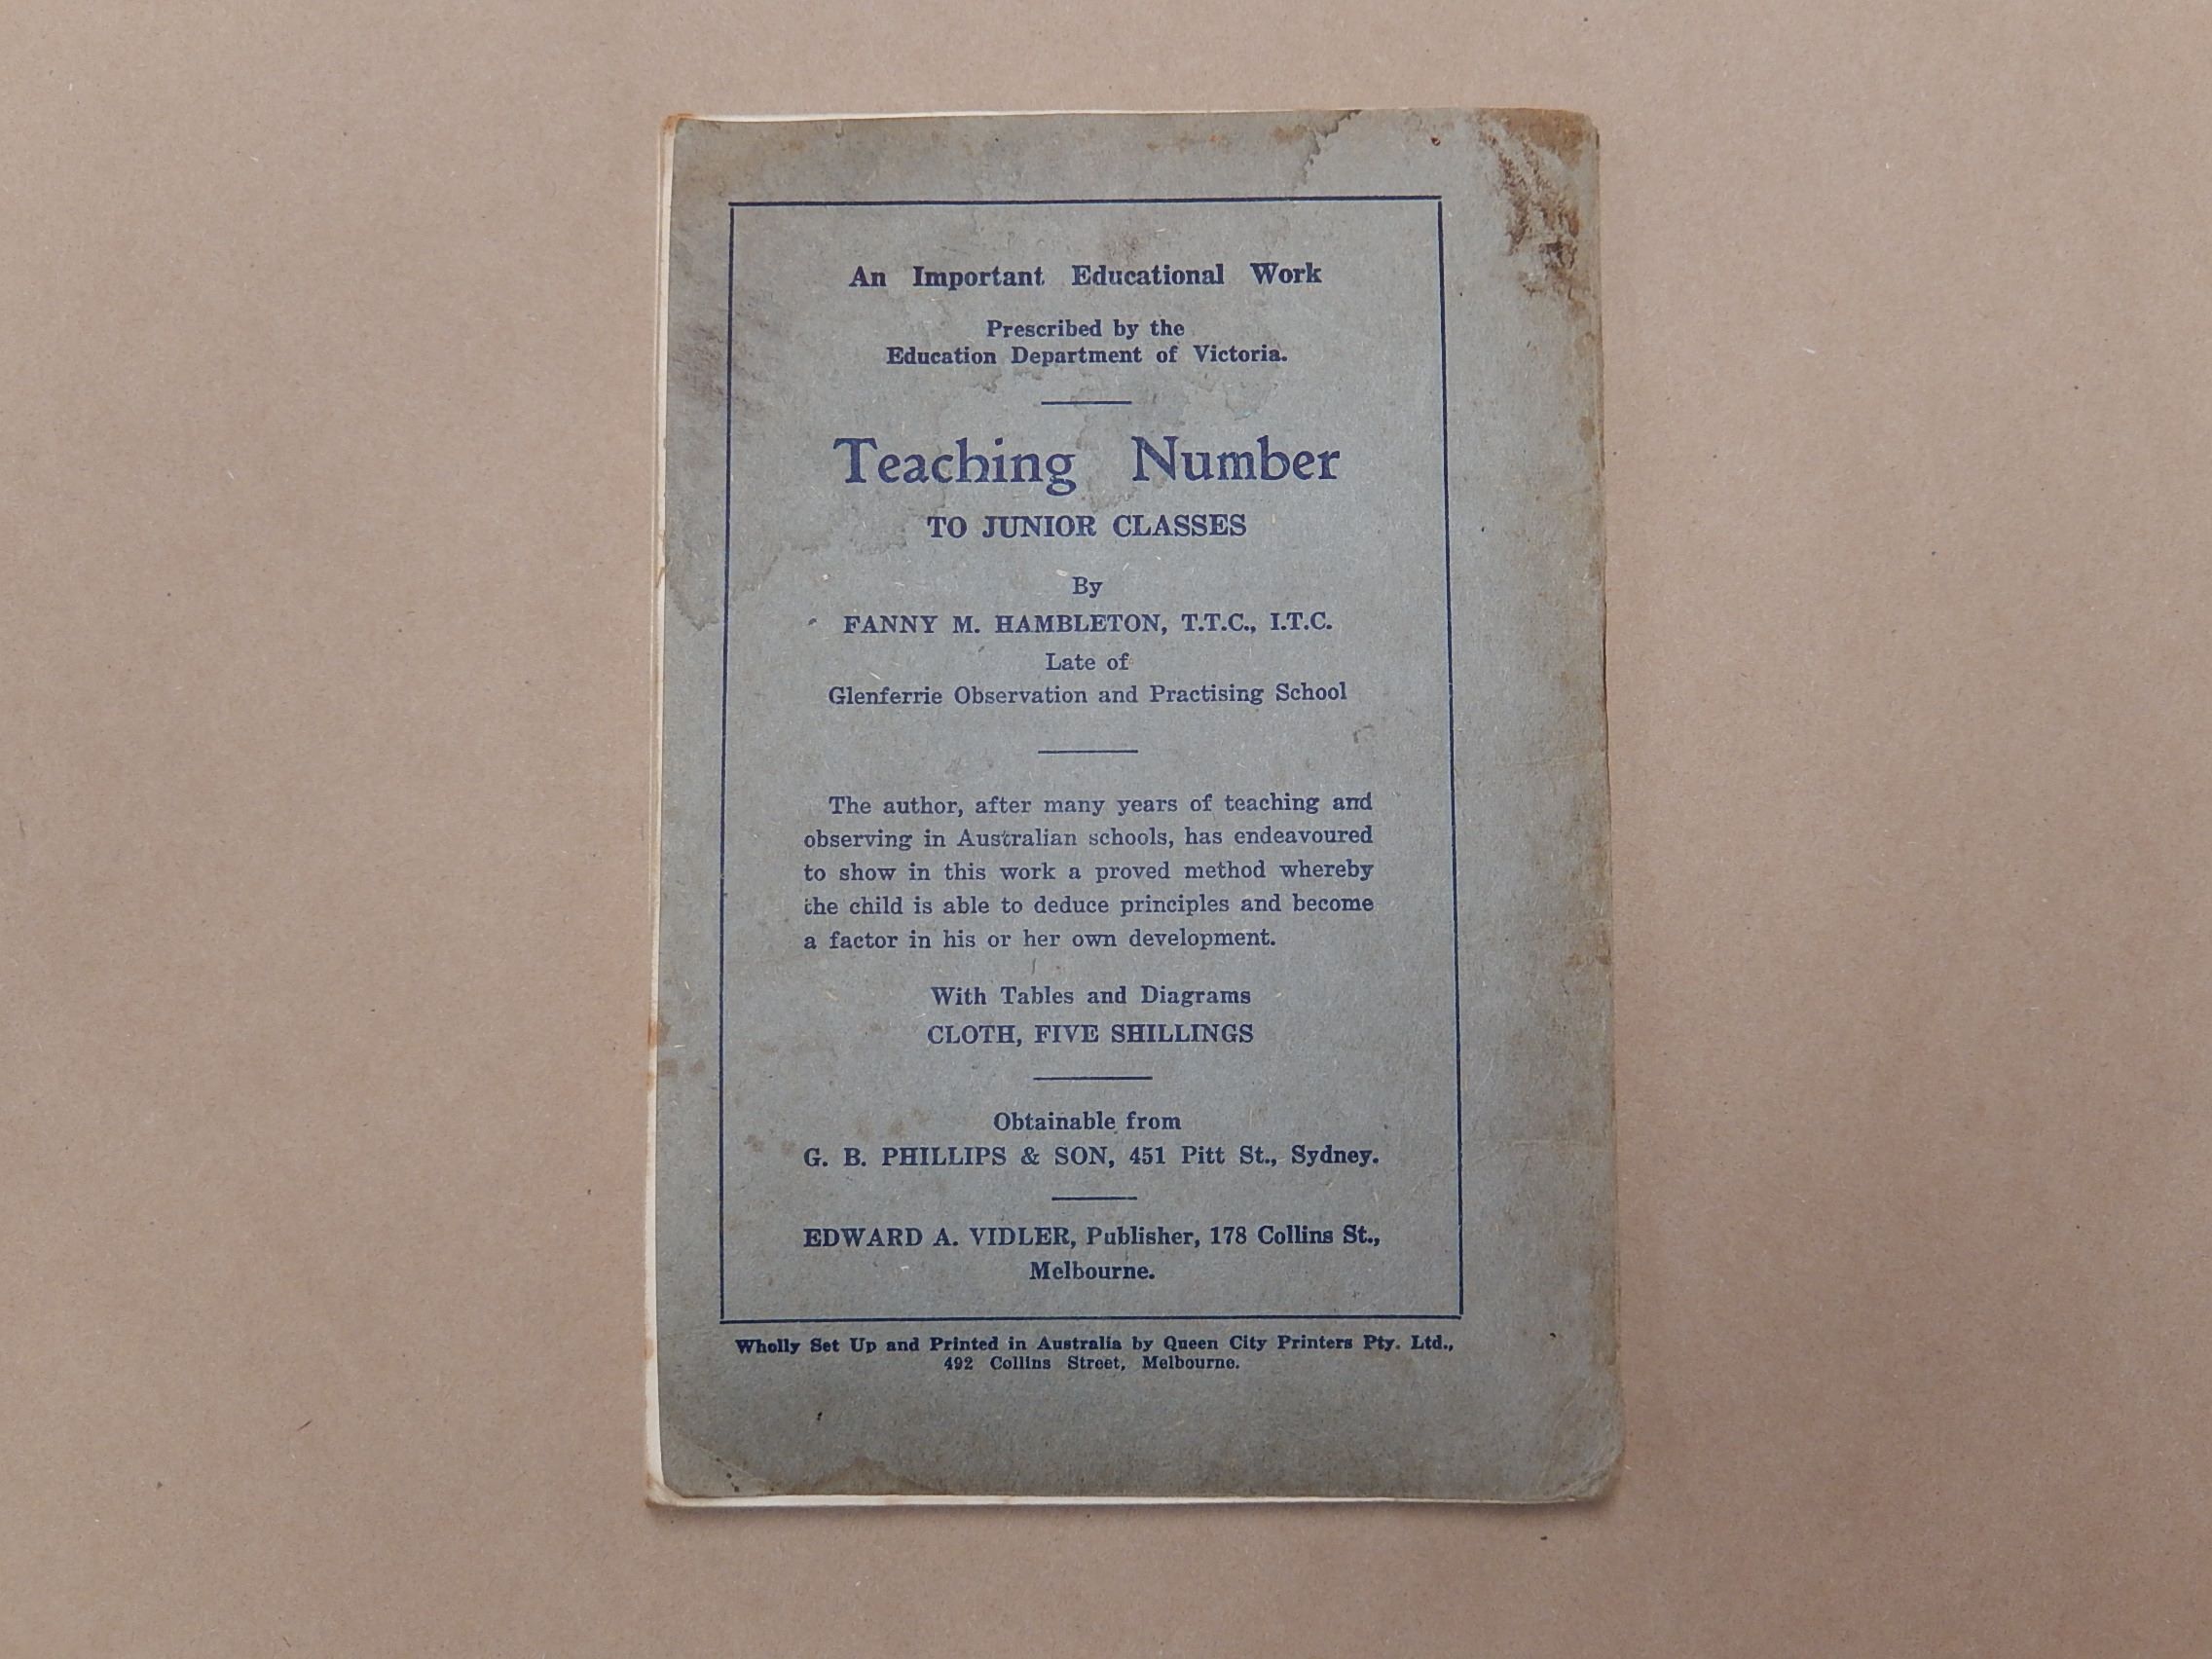 An Important Educational Work
Prescribed by the
Education Department of Victoria.
Teaching Number
TO JUNIOR CLASSES
By
FANNY M. HAMBLETON, T.T.C., I.T.C.
Late of
Glenferrie Observation and Practising School
The author, after many years of teaching and
observing in Australian schools, has endeavoured
to show in this work a proved method whereby
the child is able to deduce principles and become
a factor in his or her own development.
With Tables and Diagrams
CLOTH, FIVE SHILLINGS
Obtainable from
G. B. PHILLIPS & SON, 451 Pitt St., Sydney.
EDWARD A. VIDLER, Publisher, 178 Collins St.,
Melbourne.
Wholly Set Up and Printed in Australia by Queen City Printers Pty. Ltd.,
492 Collins Street, Melbourne.